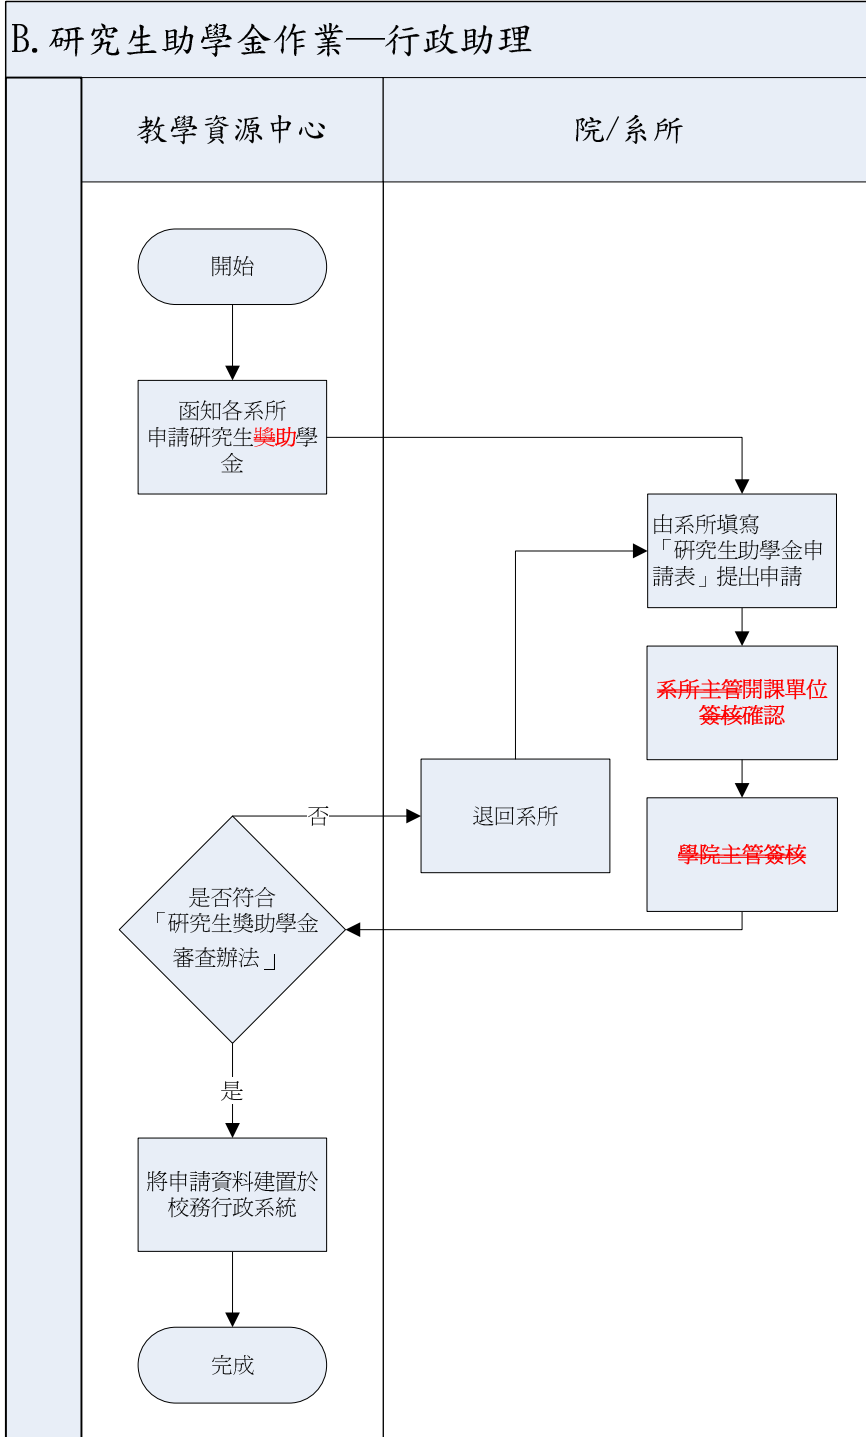 B.研究生助學金作業—行政助理
教學資源中心
院/系所
開始
函知各系所
申請研究生獎助學
金
由系所填寫
「研究生助學金申
請表」提出申請
系所主管開課單位
簽核確認
學院主管簽核
退回系所
否
是否符合
「研究生獎助學金
審查辦法」
是
將申請資料建置於
校務行政系統
完成